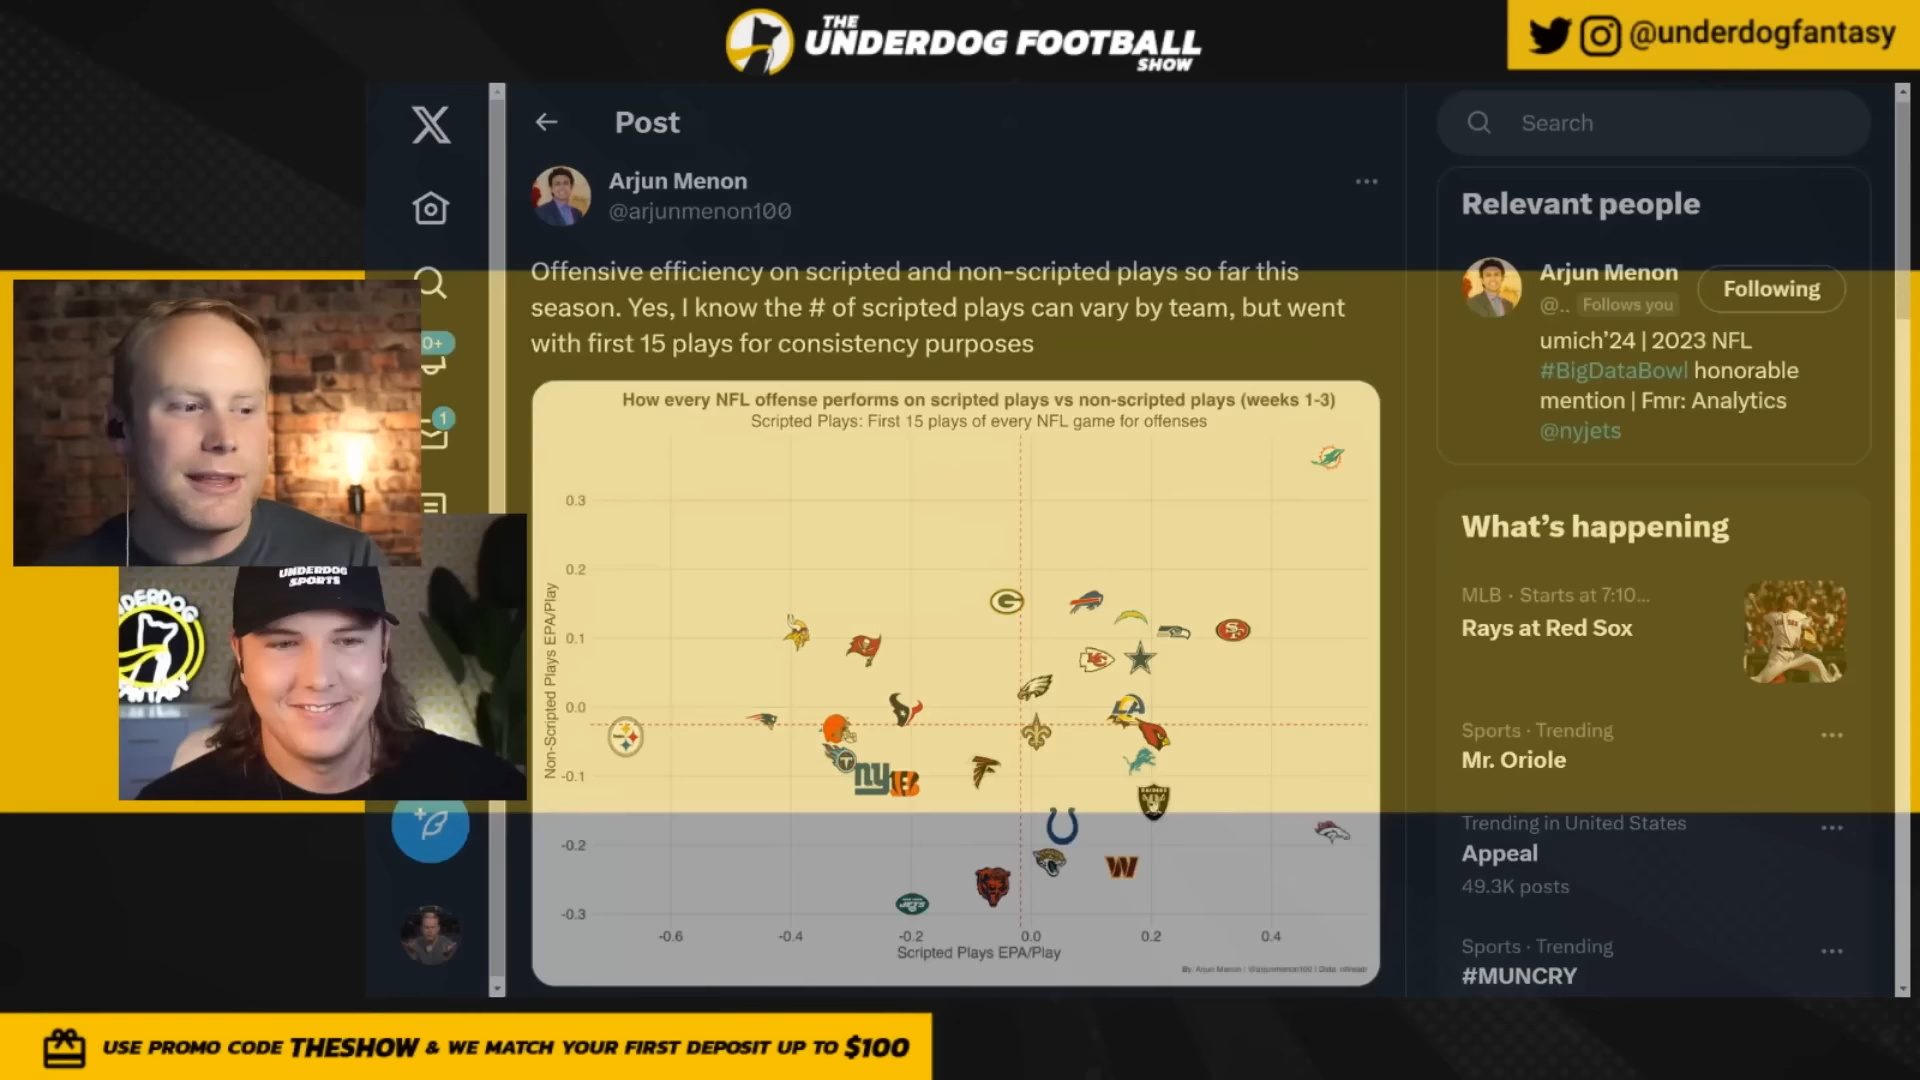 THE
UNDERDOG FOOTBALL
SHOW
@underdogfantasy
X
Post
Search
Arjun Menon
@arjunmenon100
Relevant people
Offensive efficiency on scripted and non-scripted plays so far this
season. Yes, I know the # of scripted plays can vary by team, but went
with first 15 plays for consistency purposes
Arjun Menon
@..
Follows you
Following
umich’24 | 2023 NFL
#BigDataBowl honorable
mention | Fmr: Analytics
@nyjets
0+
1
UNDERDOG
SPORTS
How every NFL offense performs on scripted plays vs non-scripted plays (weeks 1-3)
Scripted Plays: First 15 plays of every NFL game for offenses
Non-Scripted Plays EPA/Play
0.3
0.2
0.1
0.0
-0.1
-0.2
-0.3
-0.6
-0.4
-0.2
0.0
0.2
0.4
Scripted Plays EPA/Play
G
SF
KC
LA
T
ny
B
RAIDERS
W
JETS
What’s happening
MLB · Starts at 7:10...
Rays at Red Sox
Sports · Trending
Mr. Oriole
Trending in United States
Appeal
49.3K posts
Sports · Trending
#MUNCRY
USE PROMO CODE THESHOW & WE MATCH YOUR FIRST DEPOSIT UP TO $100